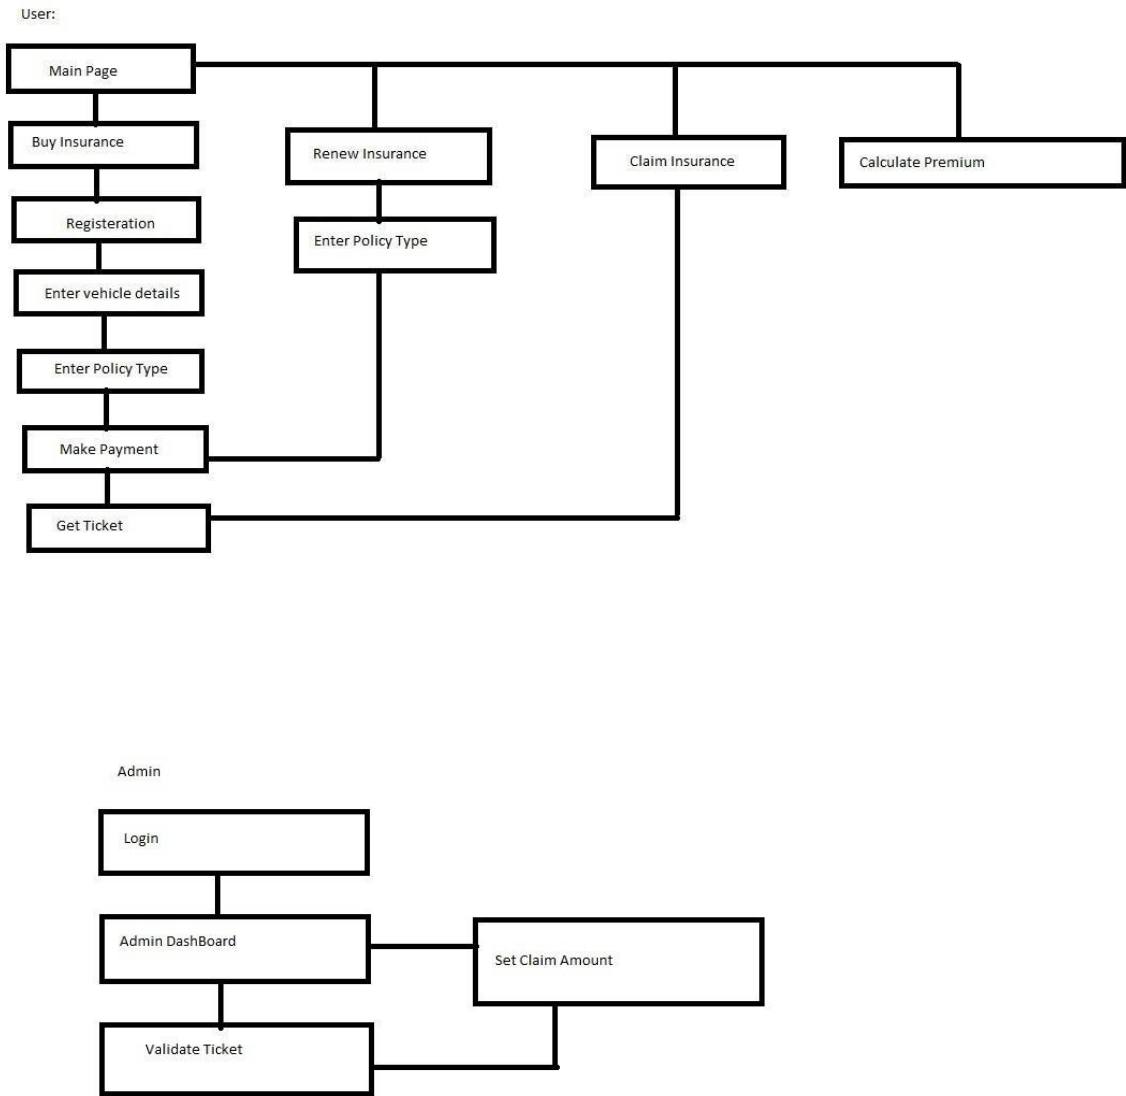 User:
Main Page
Buy Insurance
Renew Insurance
Claim Insurance
Calculate Premium
Registeration
Enter Policy Type
Enter vehicle details
Enter Policy Type
Make Payment
Get Ticket
Admin
Login
Admin DashBoard
Set Claim Amount
Validate Ticket